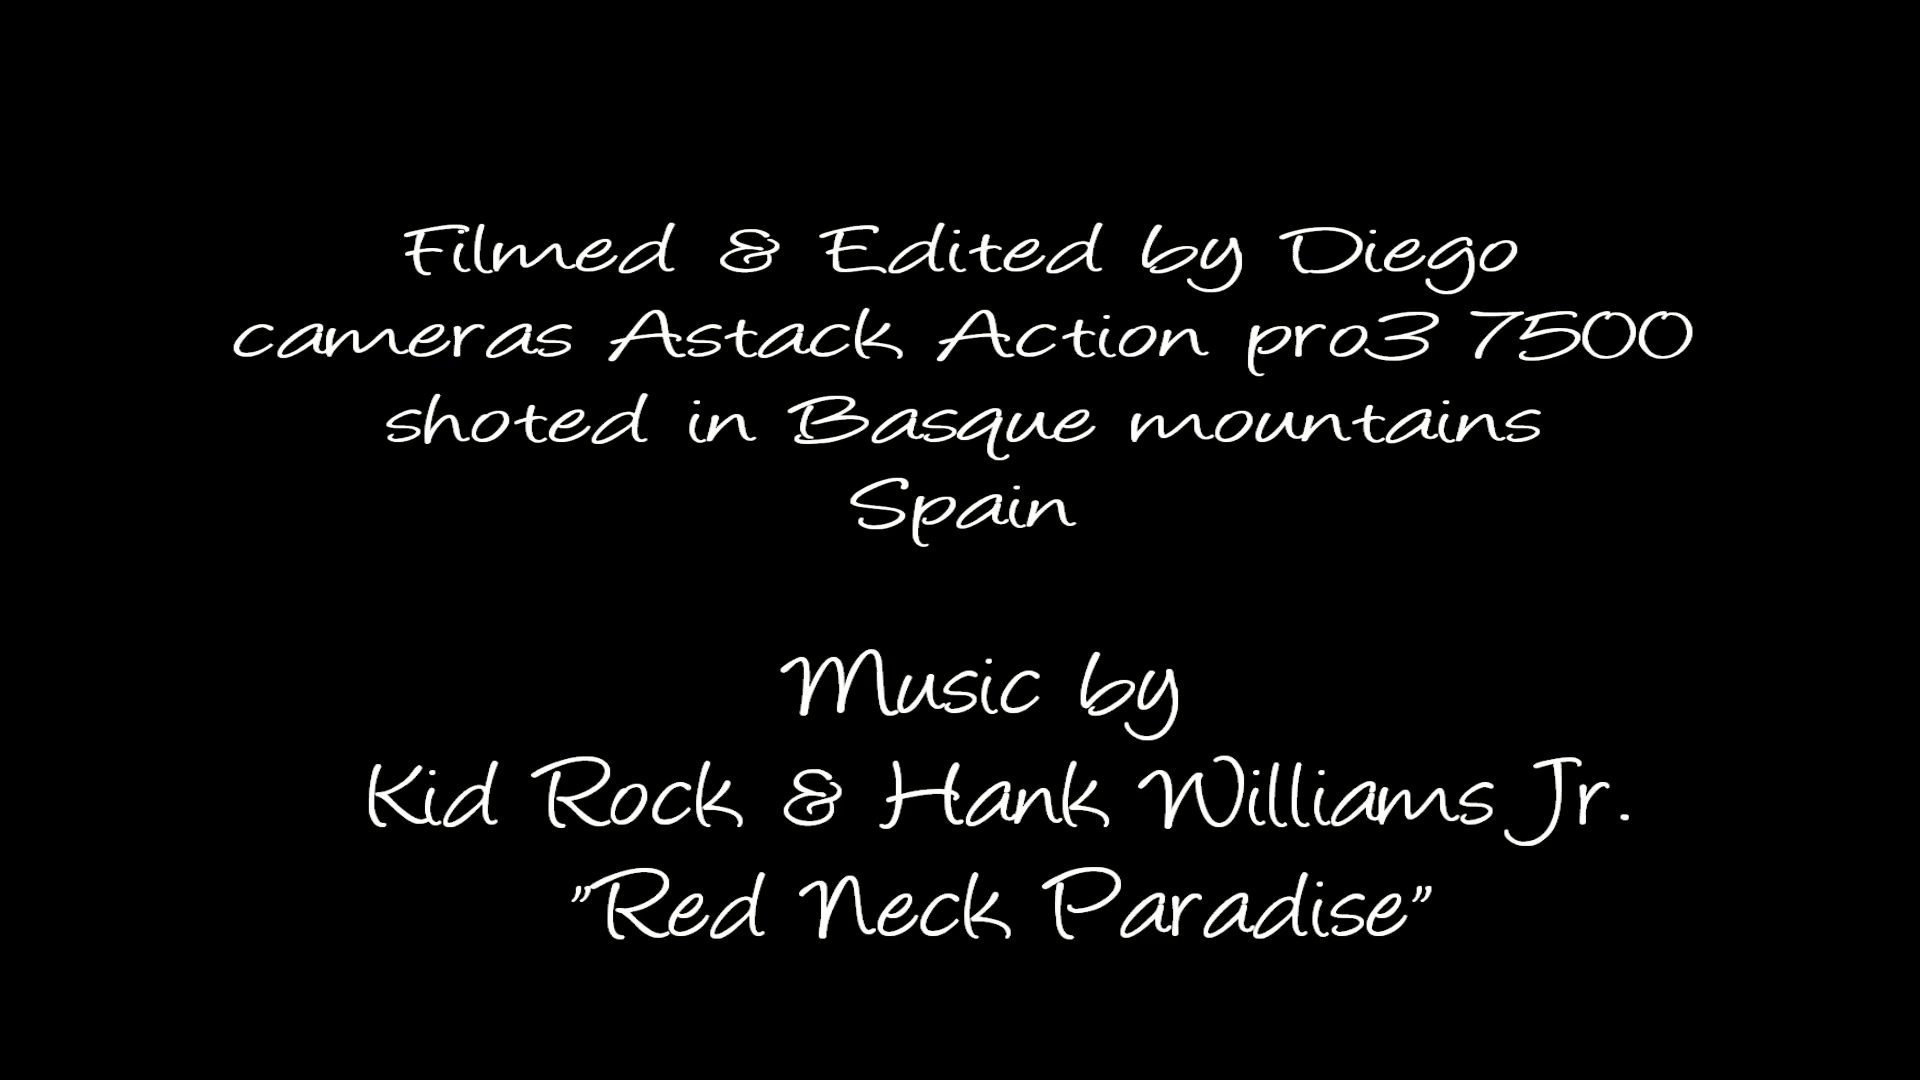 Filmed & Edited by Diego
cameras Astack Action pro3 7500
shoted in Basque mountains
Spain
Music by
Kid Rock & Hank Williams Jr.
"Red Neck Paradise"